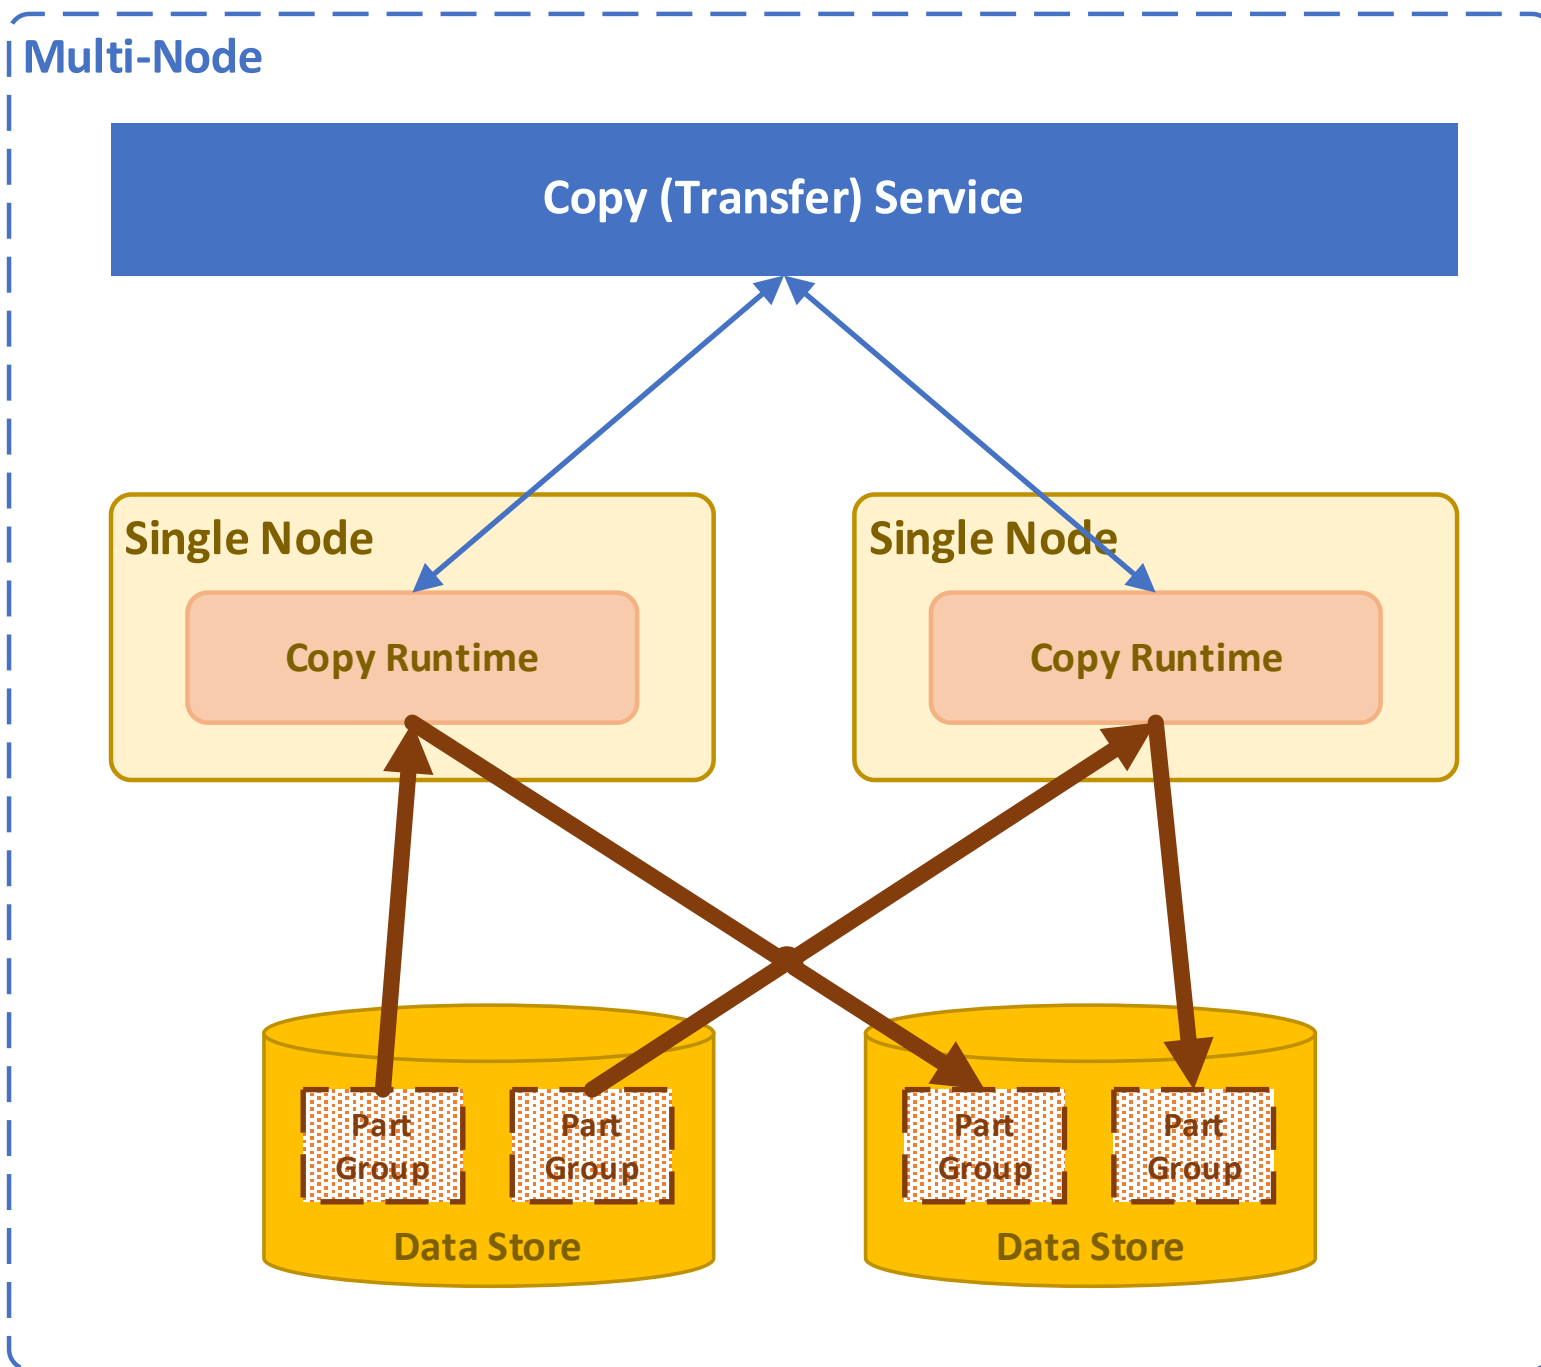 Multi-Node
Copy (Transfer) Service
Single Node
Single Node
Copy Runtime
Copy Runtime
Part
Group
Part
Group
Part
Group
Part
Group
Data Store
Data Store